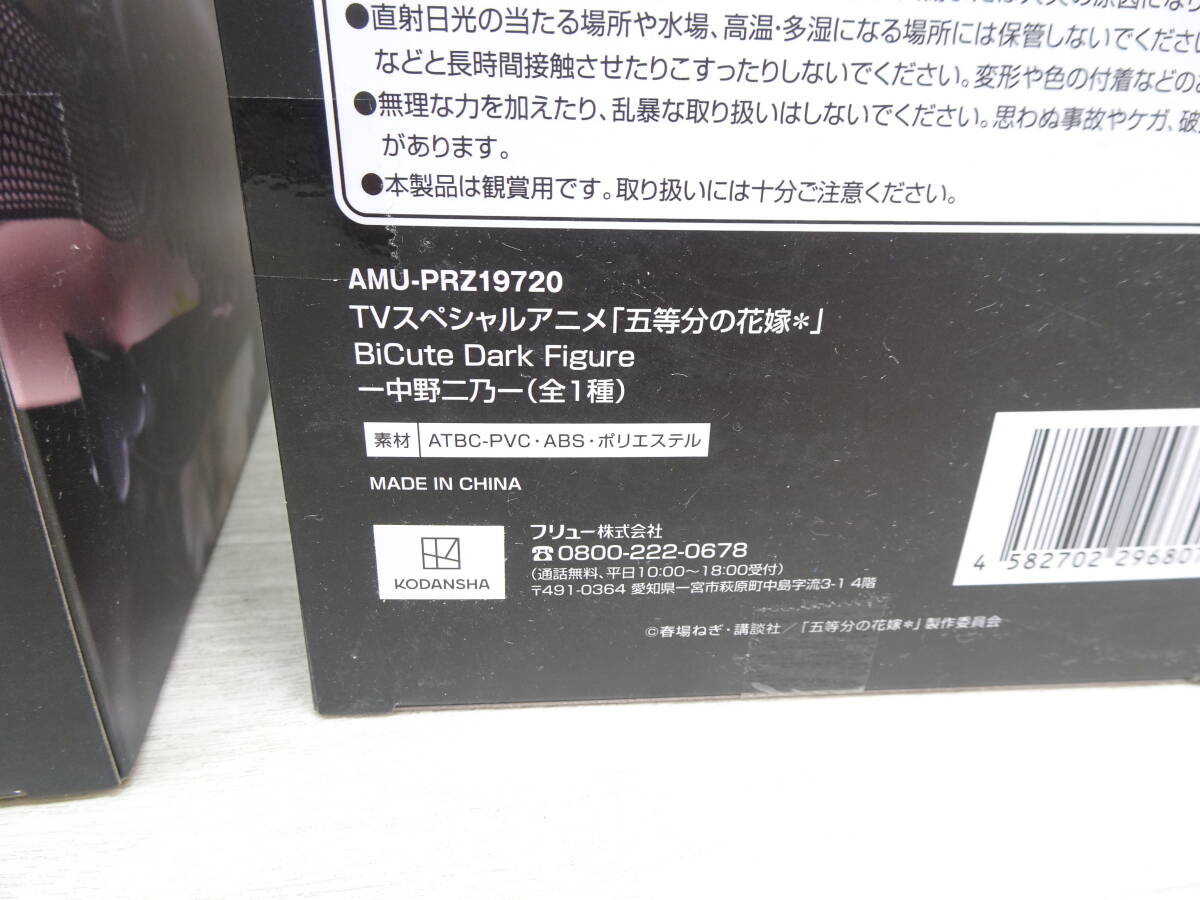 ●直射日光の当たる場所や水場、高温・多湿になる場所には保管しないでください
などと長時間接触させたりこすったりしないでください。変形や色の付着などの
●無理な力を加えたり、乱暴な取り扱いはしないでください。思わぬ事故やケガ、破
があります。
●本製品は観賞用です。取り扱いには十分ご注意ください。
AMU-PRZ19720
TVスペシャルアニメ「五等分の花嫁＊」
BiCute Dark Figure
ー中野二乃ー(全1種)
素材 ATBC-PVC・ABS・ポリエステル
MADE IN CHINA
KODANSHA
フリュー株式会社
☎0800-222-0678
(通話無料、平日10:00〜18:00受付)
〒491-0364 愛知県一宮市萩原町中島字流3-1 4階
4 582702 29680
©春場ねぎ・講談社／「五等分の花嫁＊」製作委員会